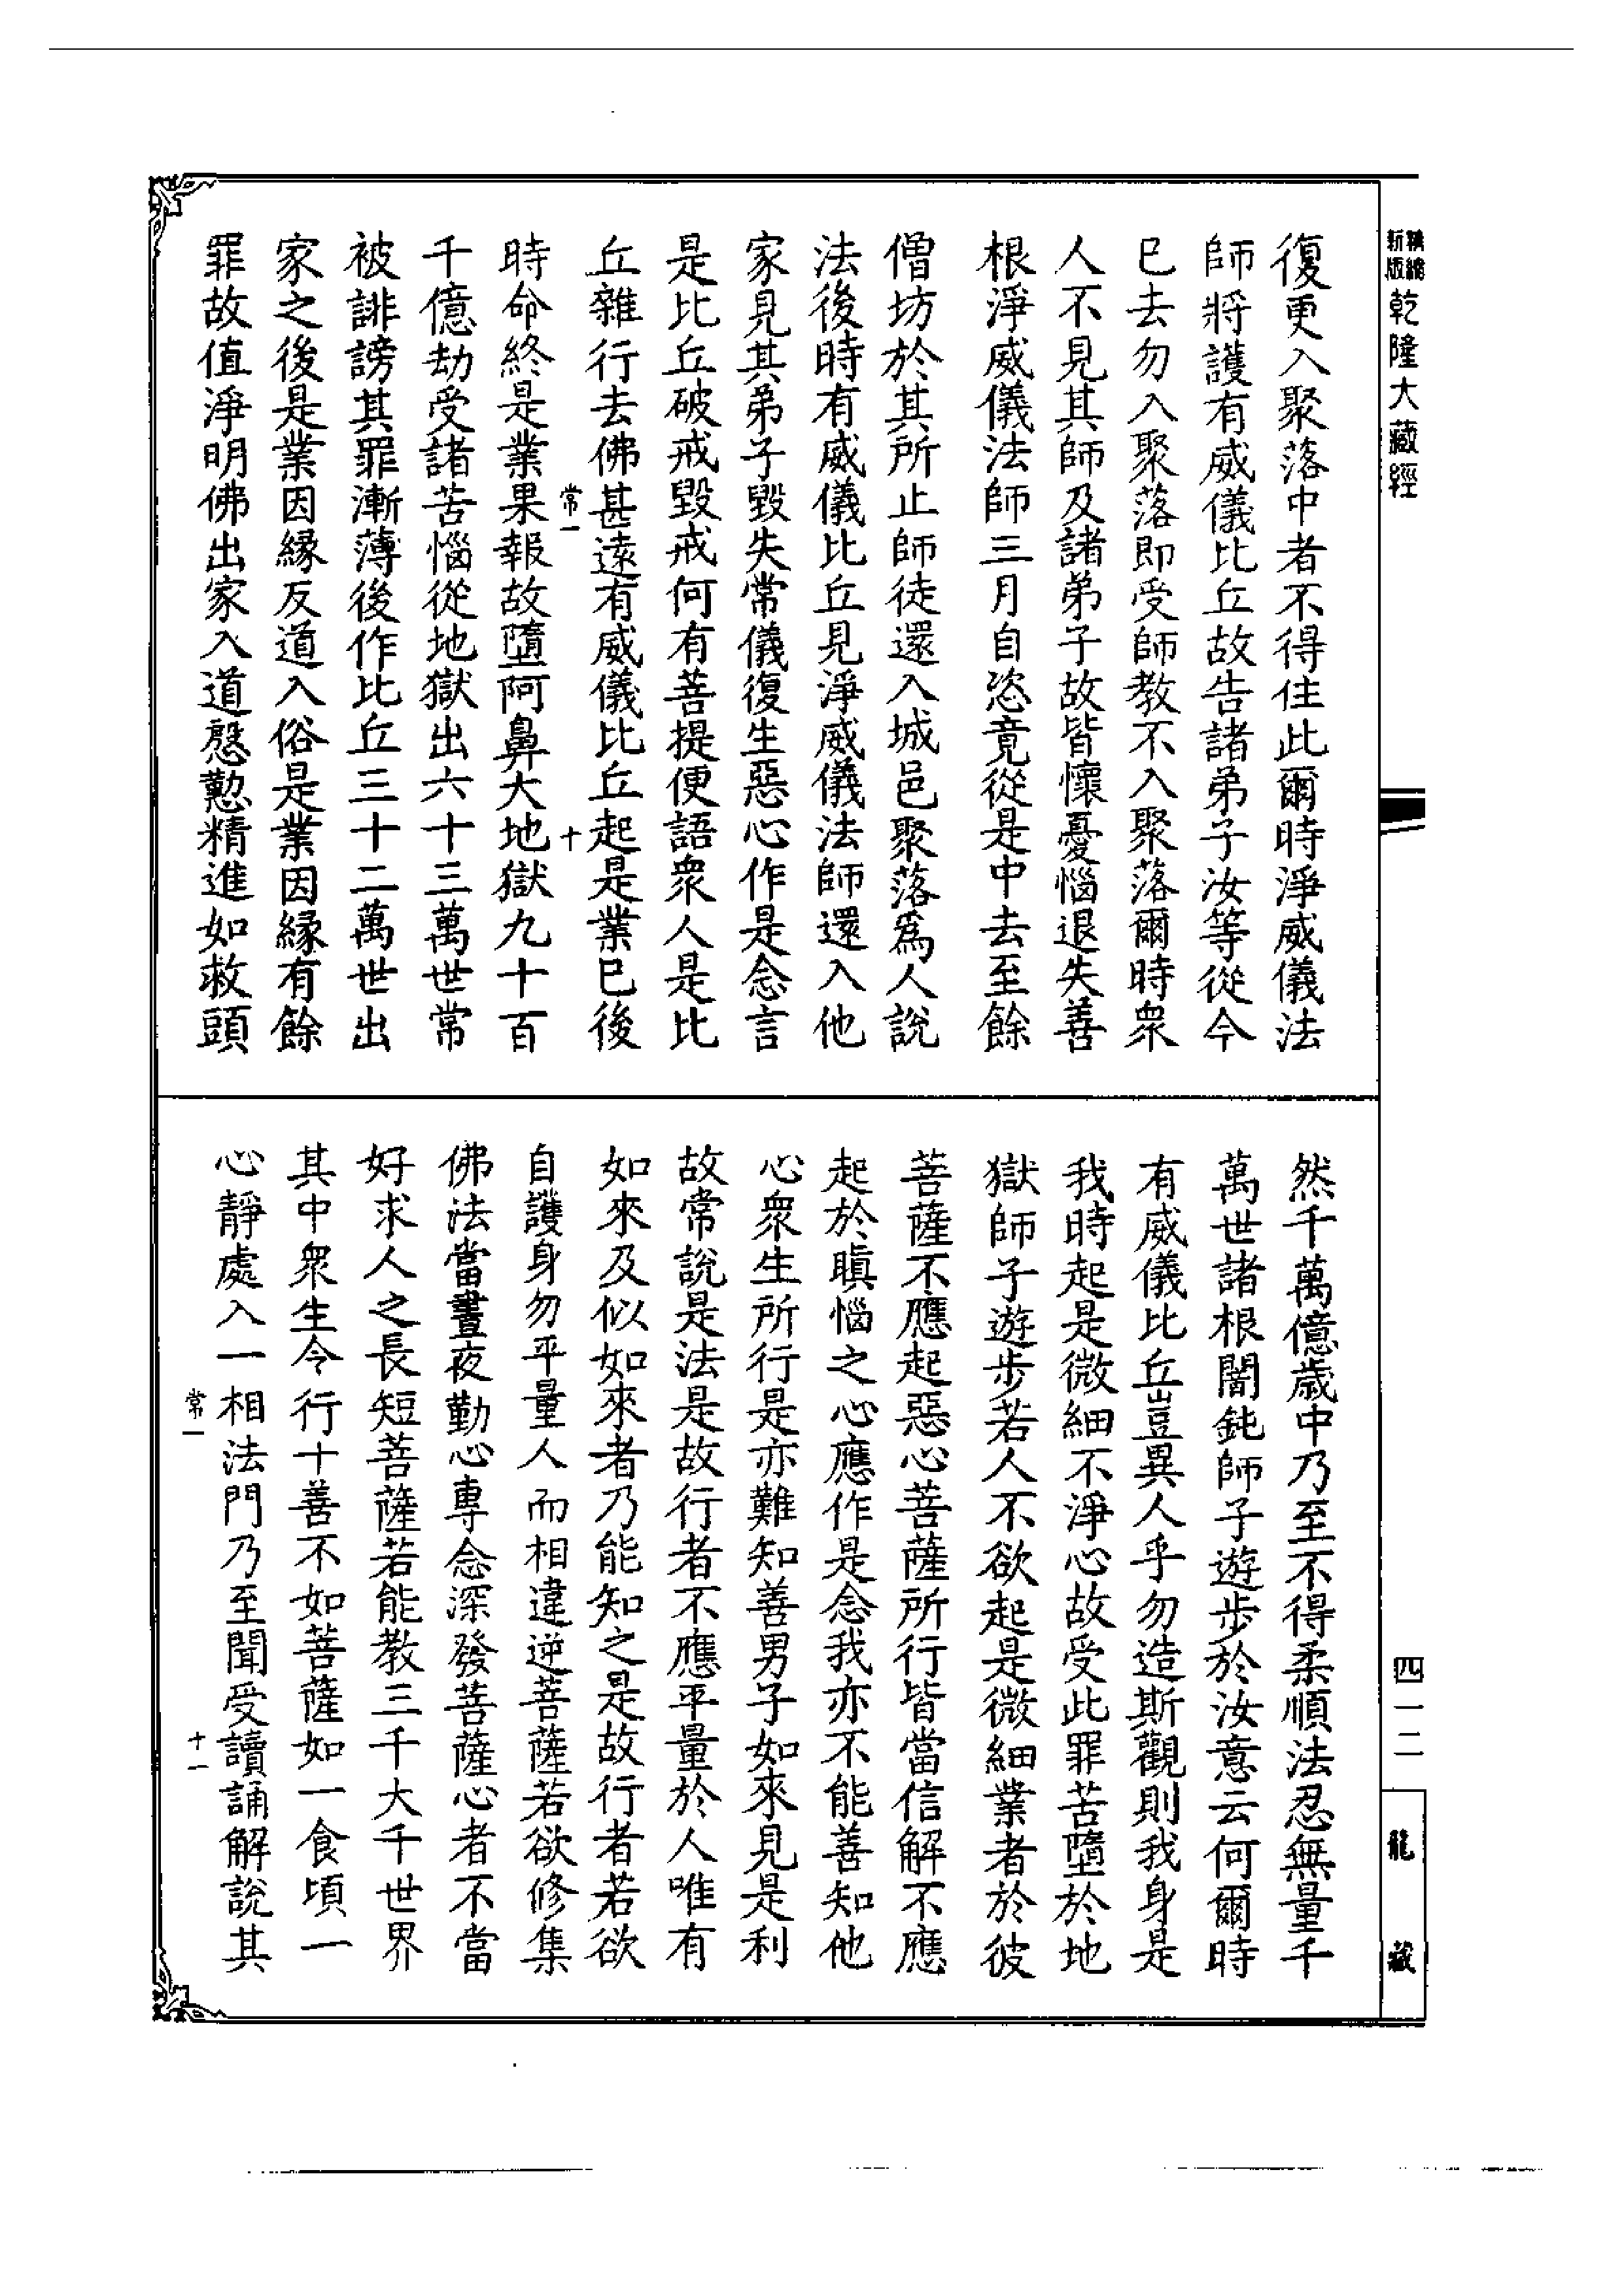 精縮新版乾隆大藏經
四一二
龍藏
復更入聚落中者不得住此爾時淨威儀法
師將護有威儀比丘故告諸弟子汝等從今
已去勿入聚落即受師教不入聚落爾時衆
人不見其師及諸弟子故皆懷憂惱退失善
根淨威儀法師三月自恣竟從是中去至餘
僧坊於其所止師徒還入城邑聚落爲人說
法後時有威儀比丘見淨威儀法師還入他
家見其弟子毀失常儀復生惡心作是念言
是比丘破戒毀戒何有菩提便語衆人是比
丘雜行去佛甚遠有威儀比丘起是業已後
常一
十
時命終是業果報故墮阿鼻大地獄九十百
千億劫受諸苦惱從地獄出六十三萬世常
被誹謗其罪漸薄後作比丘三十二萬世出
家之後是業因緣反道入俗是業因緣有餘
罪故值淨明佛出家入道慇懃精進如救頭
然千萬億歲中乃至不得柔順法忍無量千
萬世諸根闇鈍師子遊步於汝意云何爾時
有威儀比丘豈異人乎勿造斯觀則我身是
我時起是微細不淨心故受此罪苦墮於地
獄師子遊步若人不欲起是微細業者於彼
菩薩不應起惡心菩薩所行皆當信解不應
起於瞋惱之心應作是念我亦不能善知他
心衆生所行是亦難知善男子如來見是利
故常說是法是故行者不應平量於人唯有
如來及似如來者乃能知之是故行者若欲
自護身勿平量人而相違逆菩薩若欲修集
佛法當晝夜勤心專念深發菩薩心者不當
好求人之長短菩薩若能教三千大千世界
其中衆生令行十善不如菩薩如一食頃一
心靜處入一相法門乃至聞受讀誦解說其
常一
十一